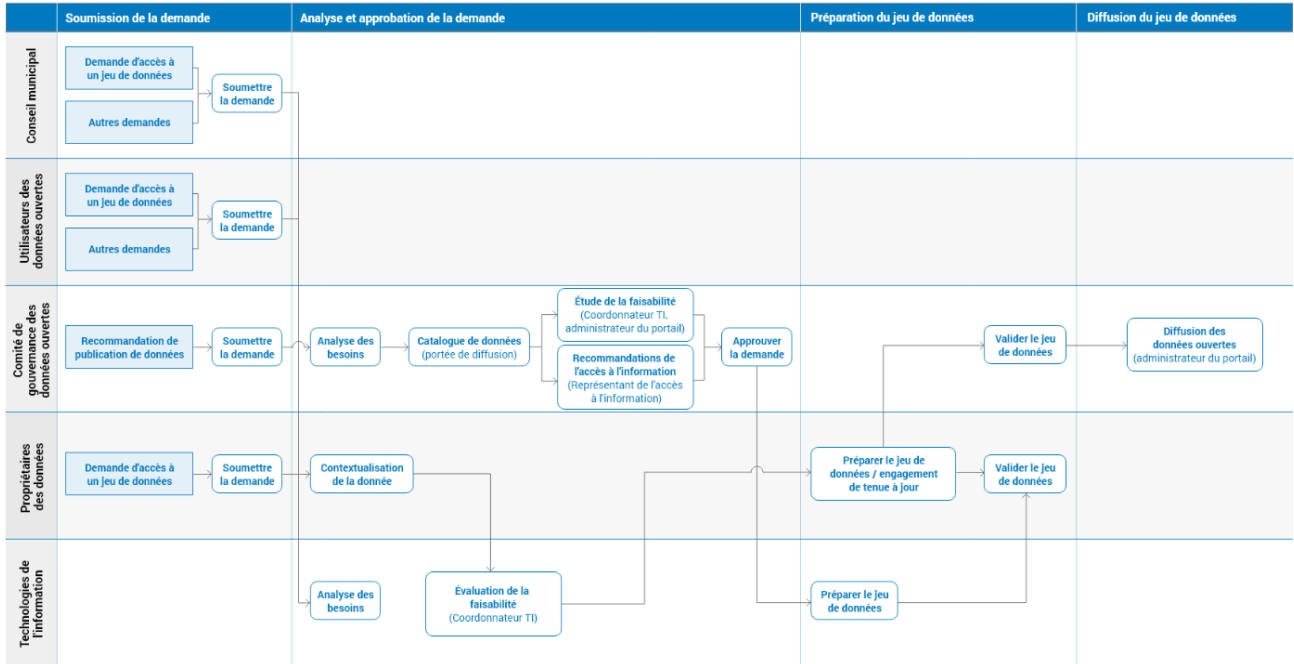 Soumission de la demande
Analyse et approbation de la demande
Préparation du jeu de données
Diffusion du jeu de données
Conseil municipal
Demande d'accès à
un jeu de données
Autres demandes
Soumettre
la demande
Utilisateurs des
données ouvertes
Demande d'accès à
un jeu de données
Autres demandes
Soumettre
la demande
Comité de
gouvernance des
données ouvertes
Recommandation de
publication de données
Soumettre
la demande
Analyse des
besoins
Catalogue de données
(portée de diffusion)
Étude de la faisabilité
(Coordonnateur TI,
administrateur du portail)
Recommandations de
l'accès à l'information
(Représentant de l'accès
à l'information)
Approuver
la demande
Valider le jeu
de données
Diffusion des
données ouvertes
(administrateur du portail)
Propriétaires
des données
Demande d'accès à
un jeu de données
Soumettre
la demande
Contextualisation
de la donnée
Préparer le jeu de
données / engagement
de tenue à jour
Valider le jeu
de données
Technologies de
l'information
Analyse des
besoins
Évaluation de la
faisabilité
(Coordonnateur TI)
Préparer le jeu
de données